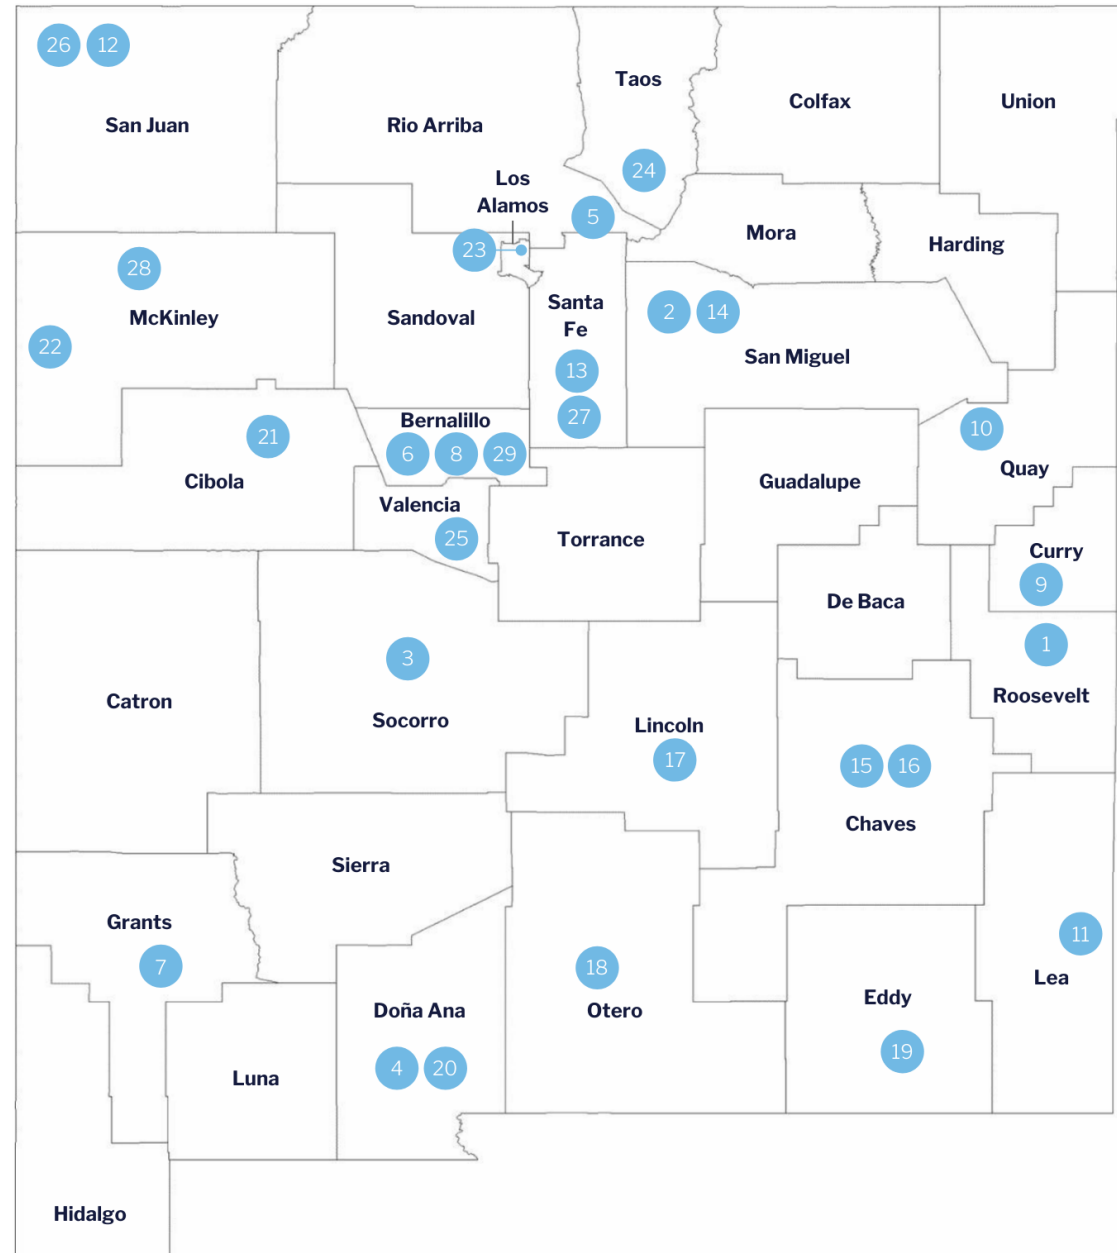 26 12
San Juan
Rio Arriba
Taos
24
Colfax
Union
Los
Alamos
23
5
Mora
Harding
28
McKinley
22
Sandoval
Santa
Fe
13
27
2 14
San Miguel
21
Cibola
Bernalillo
6 8 29
Valencia
25
Torrance
Guadalupe
10
Quay
Curry
9
De Baca
1
Roosevelt
Catron
3
Socorro
Lincoln
17
15 16
Chaves
Sierra
Grants
7
18
Otero
11
Lea
Eddy
19
Doña Ana
4 20
Luna
Hidalgo